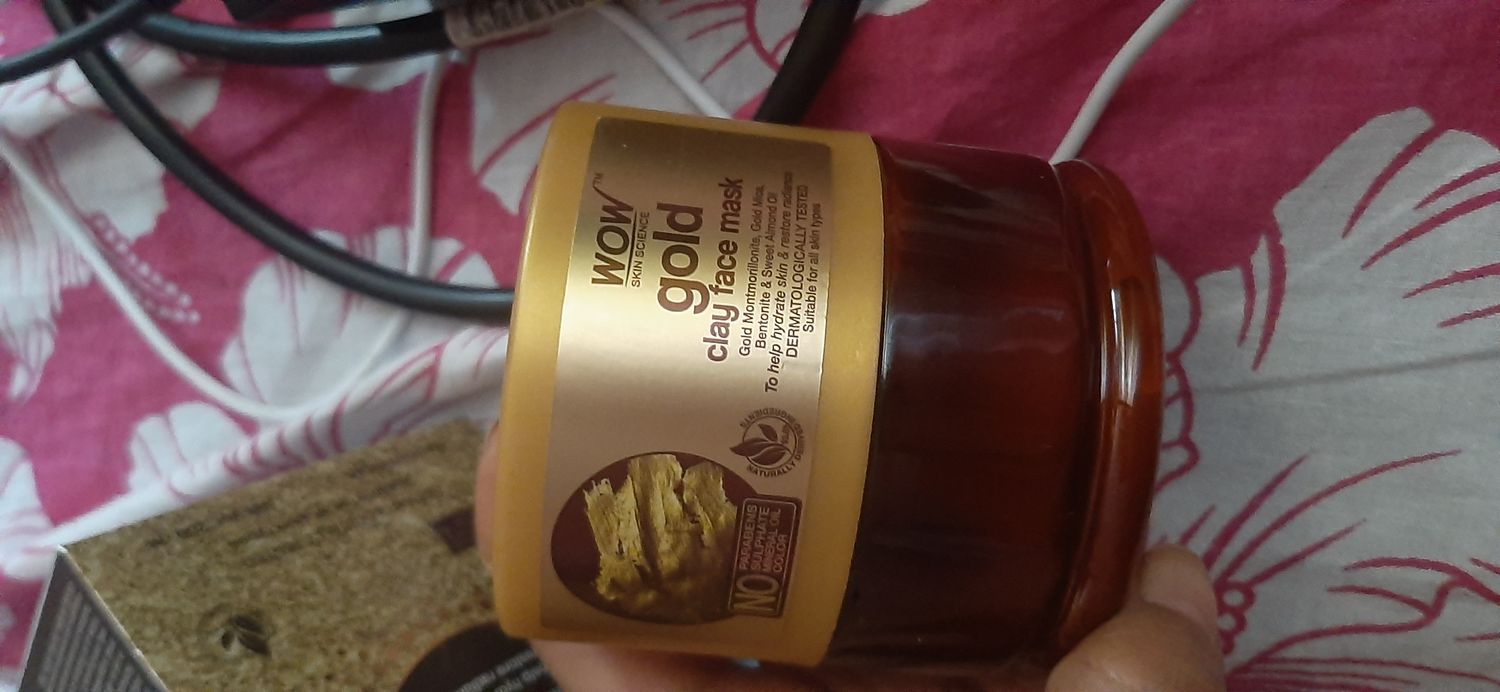 WOW™
SKIN SCIENCE
gold
clay face mask
Gold Montmorillonite, Gold Mica,
Bentonite & Sweet Almond Oil
To help hydrate skin & restore radiance
DERMATOLOGICALLY TESTED
Suitable for all skin types
NATURALLY DERIVED INGREDIENTS
NO
PARABENS
SULPHATE
MINERAL OIL
COLOR